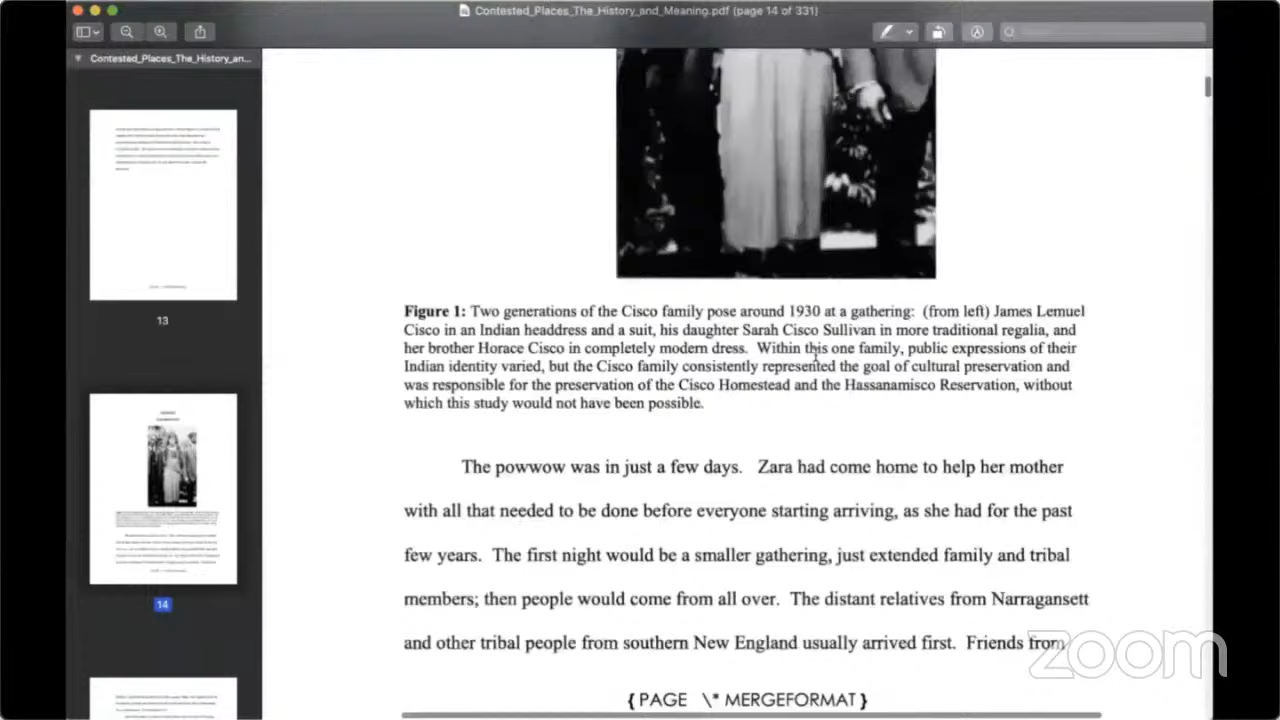 Contested_Places_The_History_and_Meaning.pdf (page 14 of 331)
Contested_Places_The_History_an...
13
14
Figure 1: Two generations of the Cisco family pose around 1930 at a gathering: (from left) James Lemuel
Cisco in an Indian headdress and a suit, his daughter Sarah Cisco Sullivan in more traditional regalia, and
her brother Horace Cisco in completely modern dress. Within this one family, public expressions of their
Indian identity varied, but the Cisco family consistently represented the goal of cultural preservation and
was responsible for the preservation of the Cisco Homestead and the Hassanamisco Reservation, without
which this study would not have been possible.
The powwow was in just a few days. Zara had come home to help her mother
with all that needed to be done before everyone starting arriving, as she had for the past
few years. The first night would be a smaller gathering, just extended family and tribal
members; then people would come from all over. The distant relatives from Narragansett
and other tribal people from southern New England usually arrived first. Friends from
{ PAGE \* MERGEFORMAT }
zoom